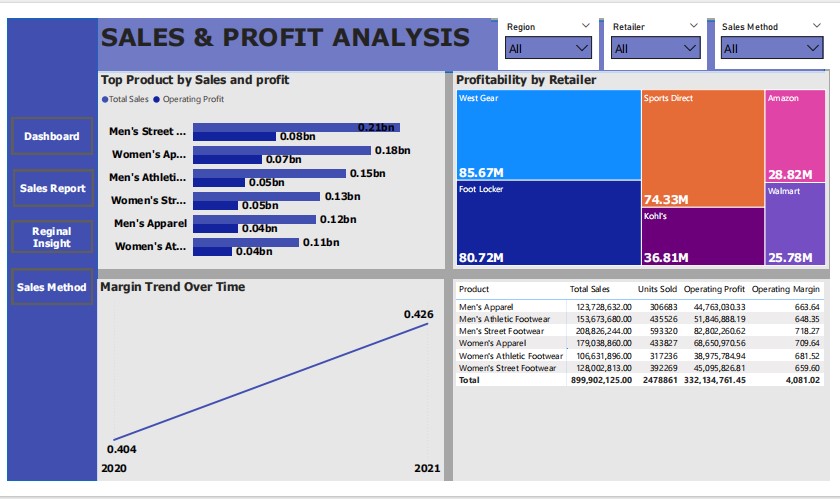 SALES & PROFIT ANALYSIS
Region
All
Retailer
All
Sales Method
All
Dashboard
Sales Report
Reginal
Insight
Sales Method
Top Product by Sales and profit
Total Sales Operating Profit
Men's Street ... 0.21bn
0.08bn
Women's Ap... 0.18bn
0.07bn
Men's Athleti... 0.15bn
0.05bn
Women's Str... 0.13bn
0.05bn
Men's Apparel 0.12bn
0.04bn
Women's At... 0.11bn
0.04bn
Profitability by Retailer
West Gear
85.67M
Foot Locker
80.72M
Sports Direct
74.33M
Kohl's
36.81M
Amazon
28.82M
Walmart
25.78M
Margin Trend Over Time
0.426
0.404
2020 2021
Product Total Sales Units Sold Operating Profit Operating Margin
Men's Apparel 123,728,632.00 306683 44,763,030.33 663.64
Men's Athletic Footwear 153,673,680.00 435526 51,846,888.19 648.35
Men's Street Footwear 208,826,244.00 593320 82,802,260.62 718.27
Women's Apparel 179,038,860.00 433827 68,650,970.56 709.64
Women's Athletic Footwear 106,631,896.00 317236 38,975,784.94 681.52
Women's Street Footwear 128,002,813.00 392269 45,095,826.81 659.60
Total 899,902,125.00 2478861 332,134,761.45 4,081.02